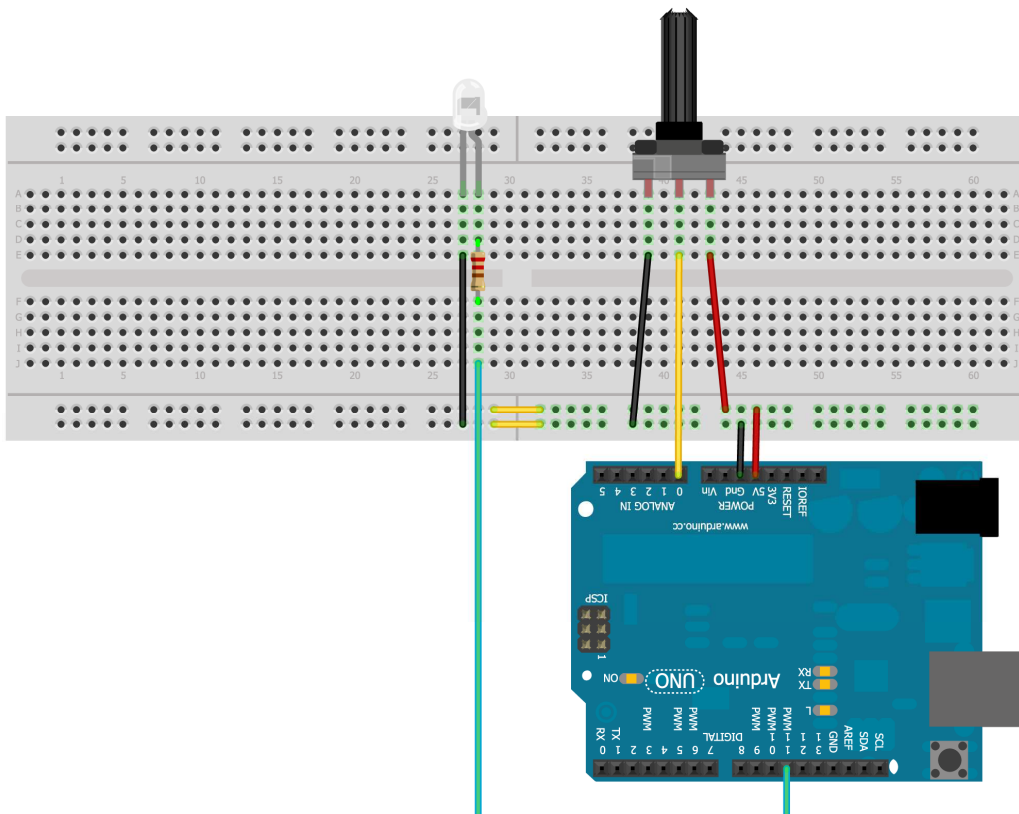 1 5 10 15 20 25 30 35 40 45 50 55 60
A A
B B
C C
D D
E E
F F
G G
H H
I I
J J
1 5 10 15 20 25 30 35 40 45 50 55 60
5 4 3 2 1 0 Vin Gnd 5V 3V3 RESET IOREF
ANALOG IN POWER
www.arduino.cc
ICSP
1
ON UNO Arduino RX
TX
L
PWM PWM PWM PWM PWM PWM
RX TX DIGITAL
0 1 2 3 4 5 6 7 8 9 10 11 12 13 GND AREF SDA SCL